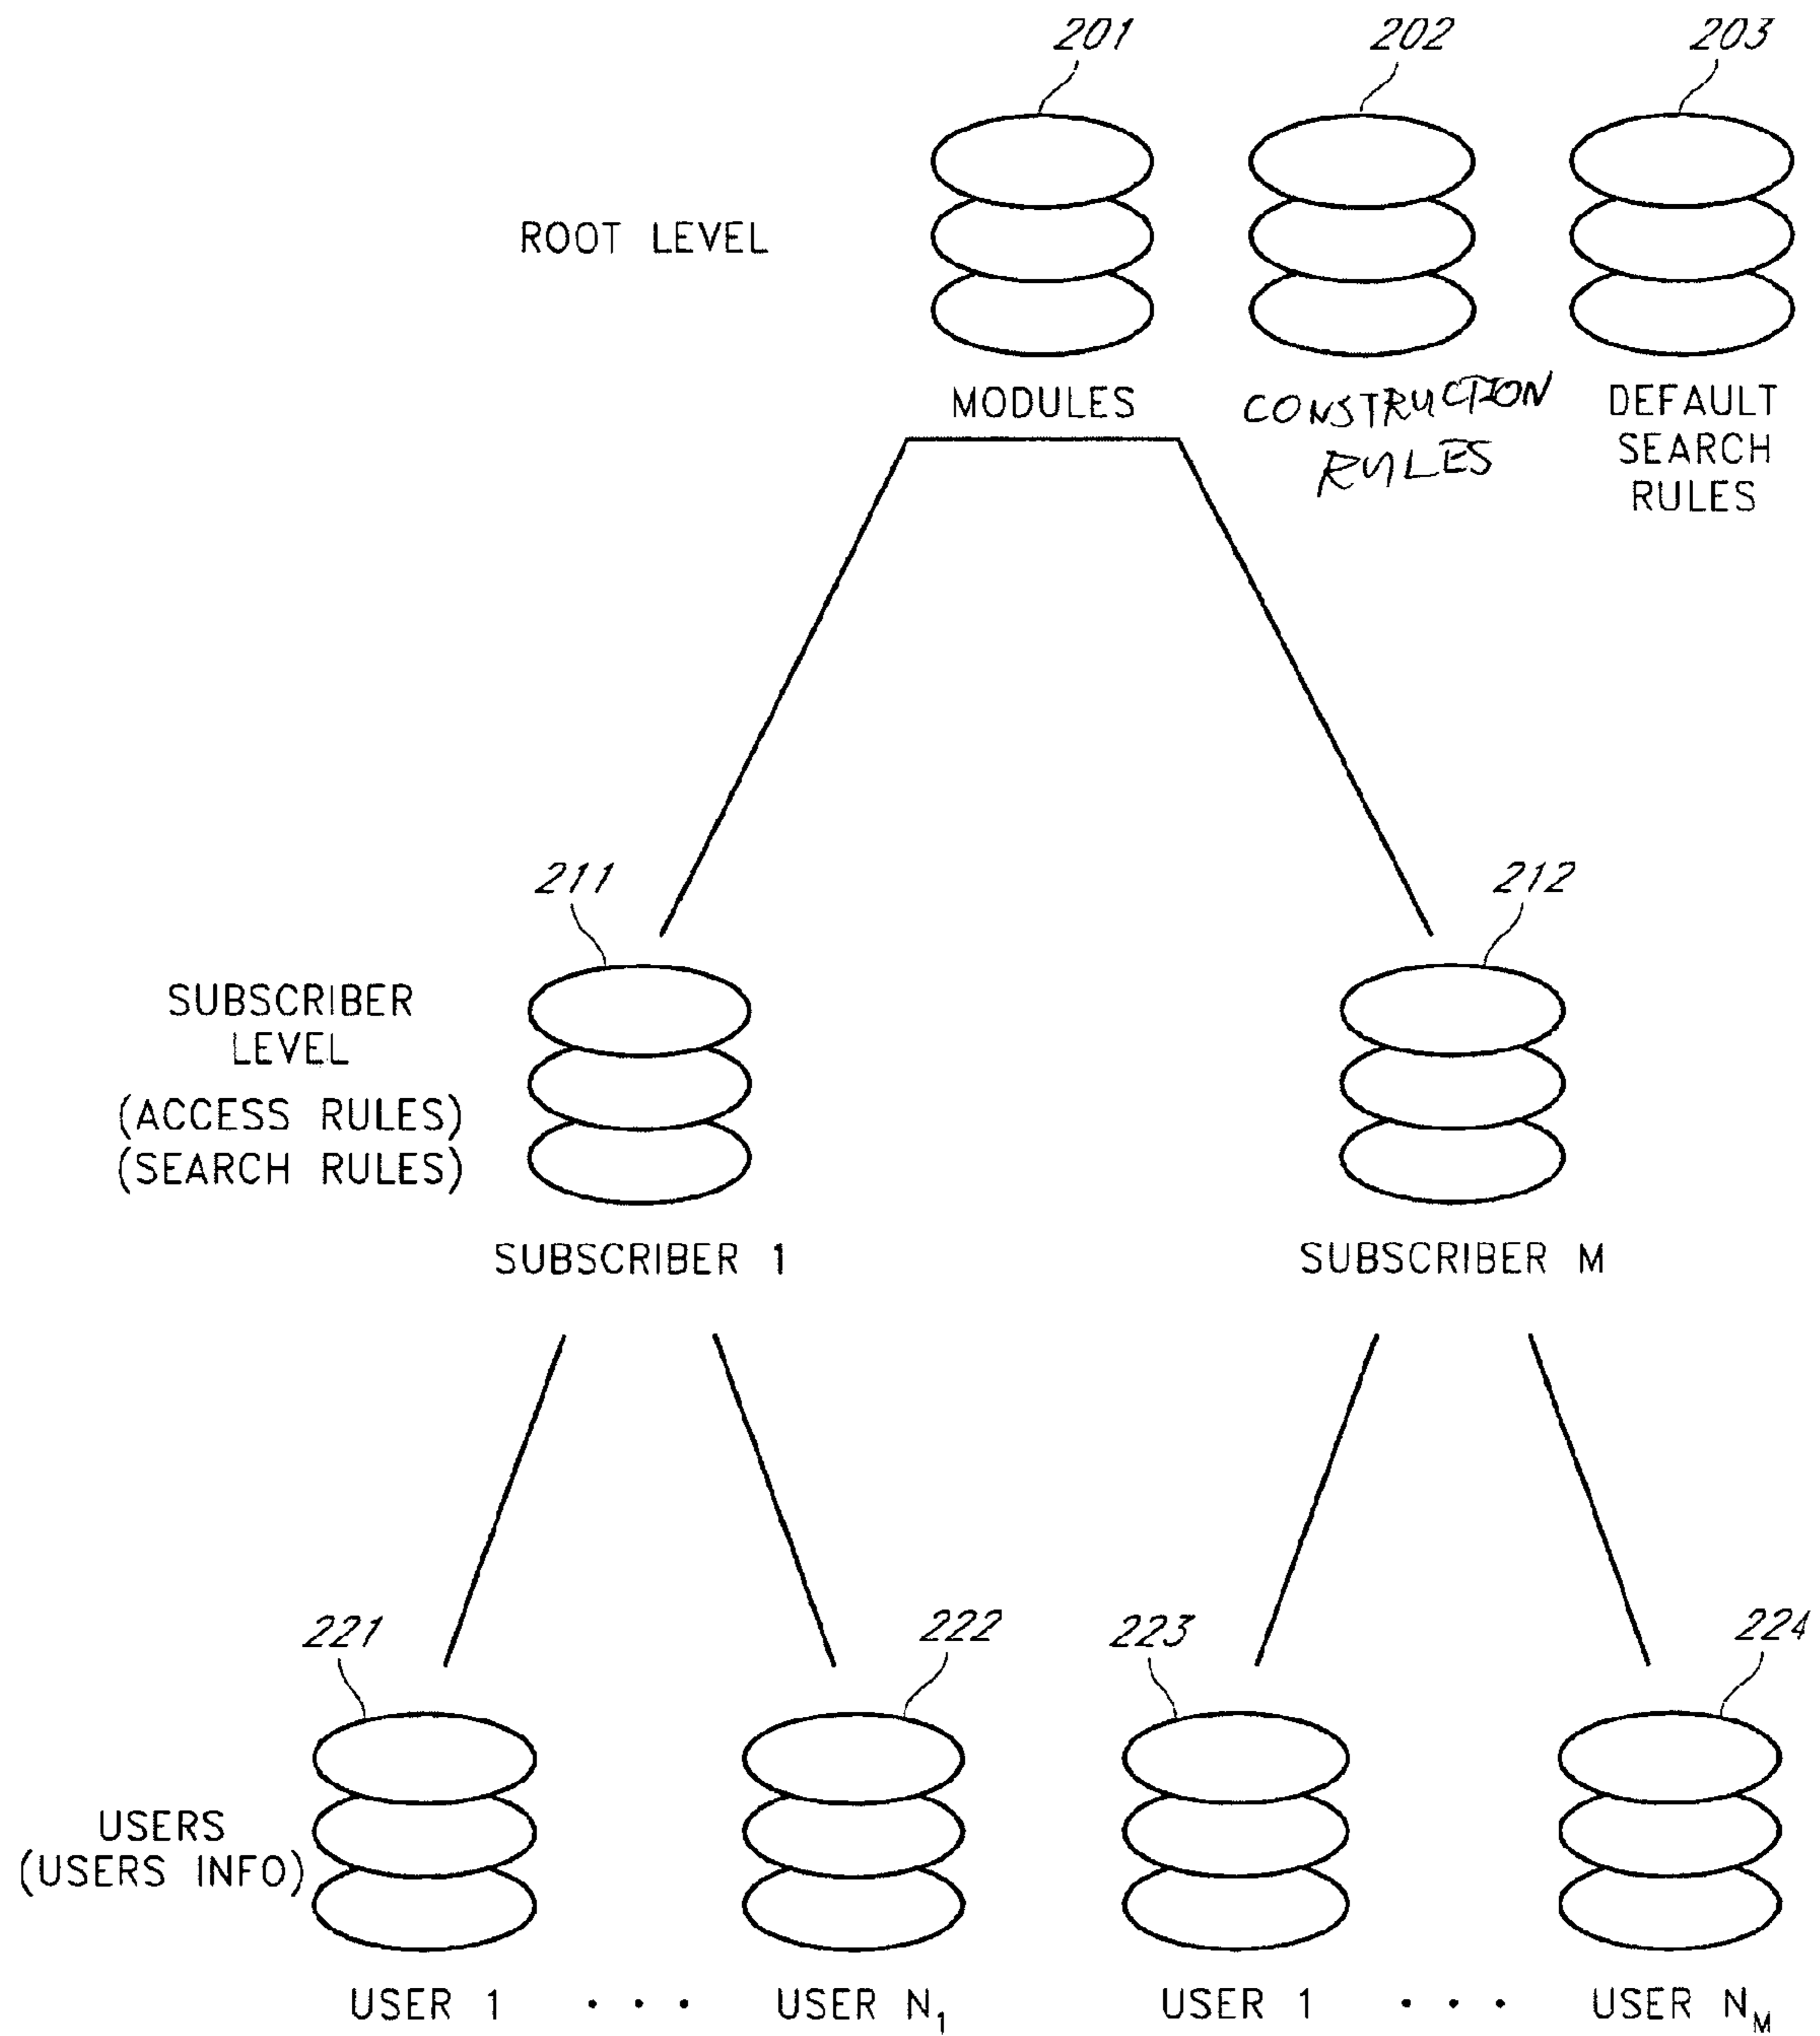 201 202 203
ROOT LEVEL
MODULES
CONSTRUCTION
RULES
DEFAULT
SEARCH
RULES
211 212
SUBSCRIBER
LEVEL
(ACCESS RULES)
(SEARCH RULES)
SUBSCRIBER 1 SUBSCRIBER M
221 222 223 224
USERS
(USERS INFO)
USER 1 . . . USER N₁ USER 1 . . . USER Nₘ